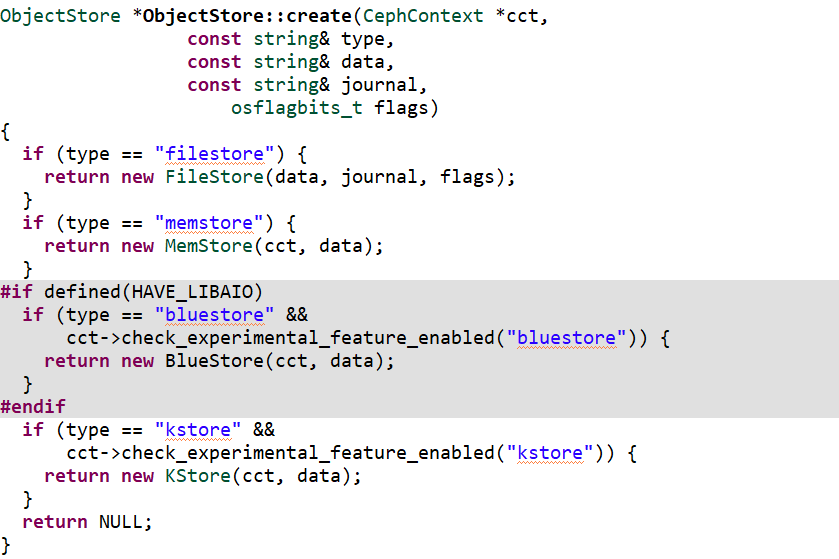 ObjectStore *ObjectStore::create(CephContext *cct,
                 const string& type,
                 const string& data,
                 const string& journal,
                     osflagbits_t flags)
{
  if (type == "filestore") {
    return new FileStore(data, journal, flags);
  }
  if (type == "memstore") {
    return new MemStore(cct, data);
  }
#if defined(HAVE_LIBAIO)
  if (type == "bluestore" &&
      cct->check_experimental_feature_enabled("bluestore")) {
    return new BlueStore(cct, data);
  }
#endif
  if (type == "kstore" &&
      cct->check_experimental_feature_enabled("kstore")) {
    return new KStore(cct, data);
  }
  return NULL;
}